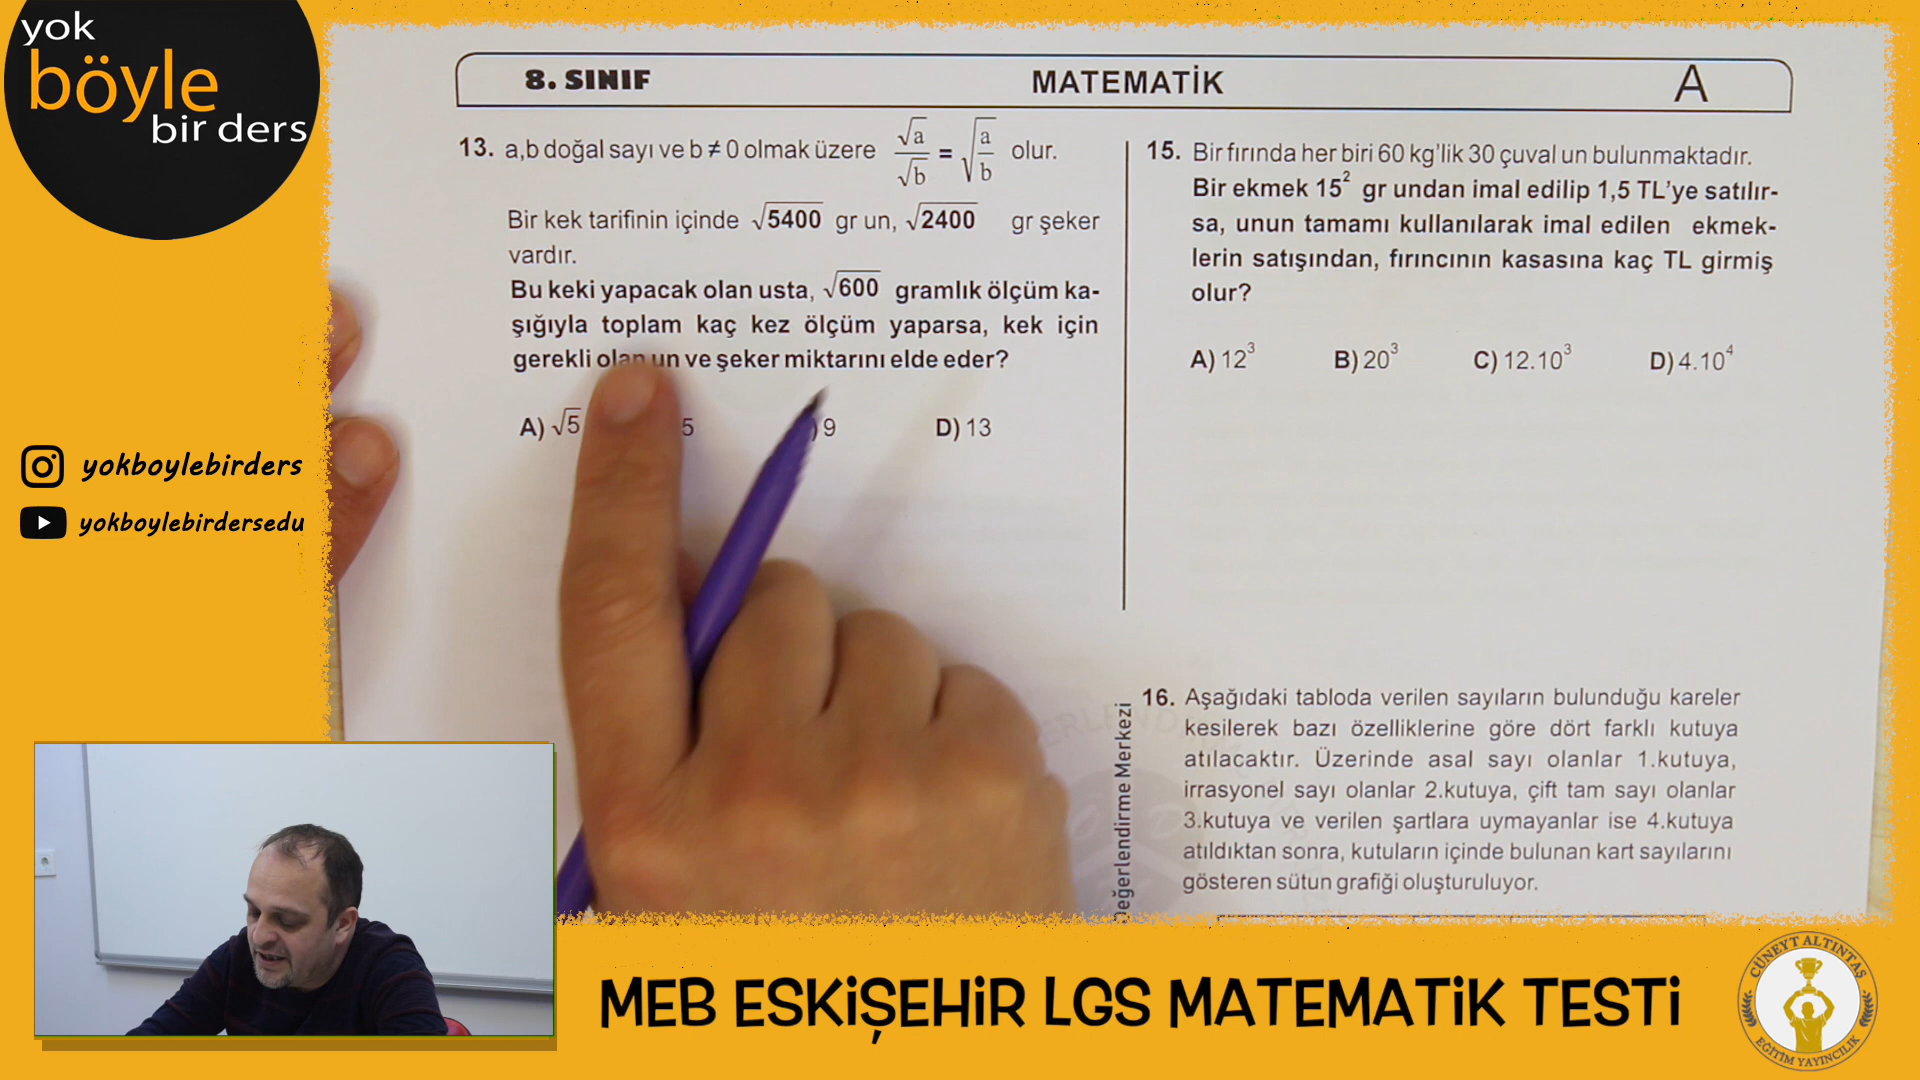 yok
böyle
bir ders
yokboylebirders
yokboylebirdersedu
8. SINIF MATEMATİK A
13. a,b doğal sayı ve b ≠ 0 olmak üzere √a/√b = √(a/b) olur.
Bir kek tarifinin içinde √5400 gr un, √2400 gr şeker
vardır.
Bu keki yapacak olan usta, √600 gramlık ölçüm ka-
şığıyla toplam kaç kez ölçüm yaparsa, kek için
gerekli olan un ve şeker miktarını elde eder?
A) √5 5 ) 9 D) 13
15. Bir fırında her biri 60 kg'lik 30 çuval un bulunmaktadır.
Bir ekmek 15² gr undan imal edilip 1,5 TL'ye satılır-
sa, unun tamamı kullanılarak imal edilen ekmek-
lerin satışından, fırıncının kasasına kaç TL girmiş
olur?
A) 12³ B) 20³ C) 12.10³ D) 4.10⁴
16. Aşağıdaki tabloda verilen sayıların bulunduğu kareler
kesilerek bazı özelliklerine göre dört farklı kutuya
atılacaktır. Üzerinde asal sayı olanlar 1.kutuya,
irrasyonel sayı olanlar 2.kutuya, çift tam sayı olanlar
3.kutuya ve verilen şartlara uymayanlar ise 4.kutuya
atıldıktan sonra, kutuların içinde bulunan kart sayılarını
gösteren sütun grafiği oluşturuluyor.
Değerlendirme Merkezi
MEB ESKİŞEHİR LGS MATEMATİK TESTİ
CÜNEYT ALTINTAŞ
EĞİTİM YAYINCILIK